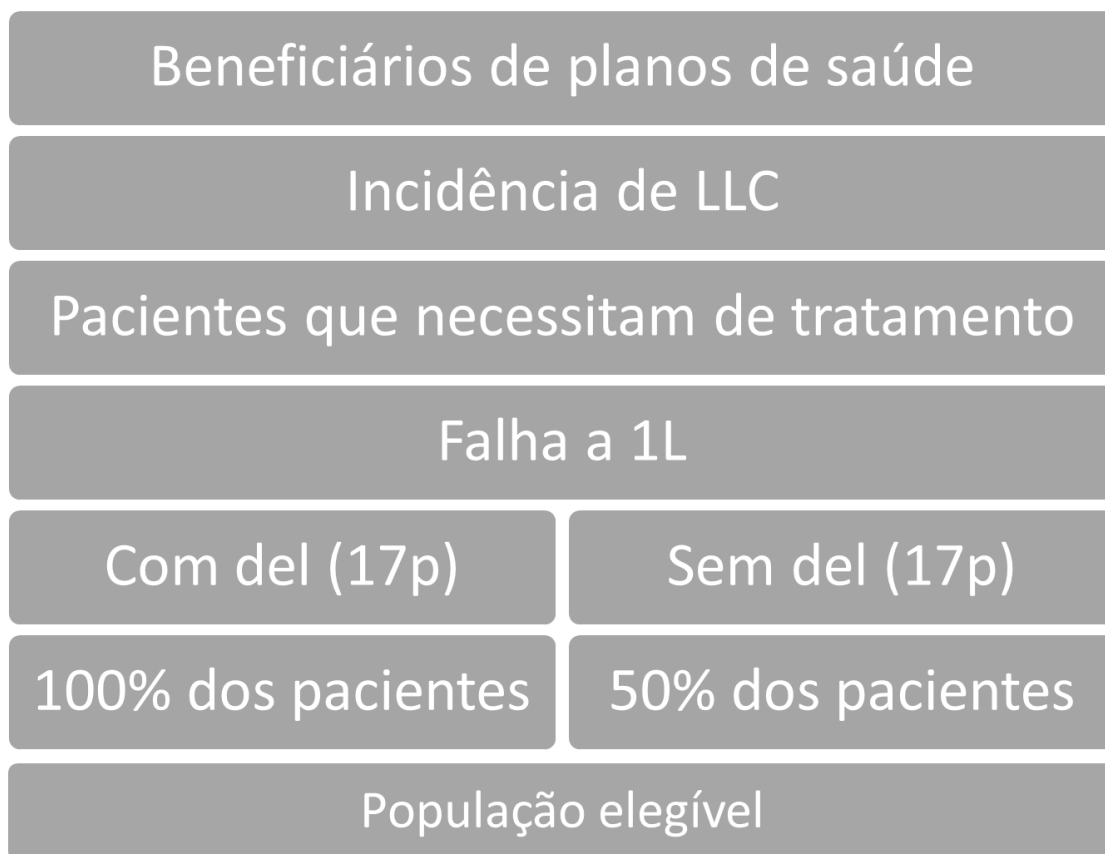 Beneficiários de planos de saúde
Incidência de LLC
Pacientes que necessitam de tratamento
Falha a 1L
Com del (17p)
Sem del (17p)
100% dos pacientes
50% dos pacientes
População elegível